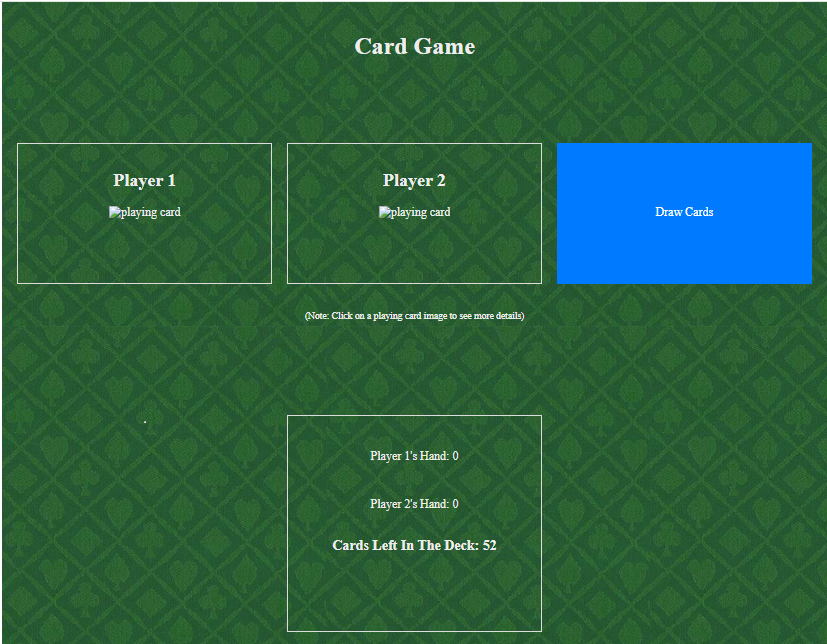 Card Game
Player 1
playing card
Player 2
playing card
Draw Cards
(Note: Click on a playing card image to see more details)
Player 1's Hand: 0
Player 2's Hand: 0
Cards Left In The Deck: 52